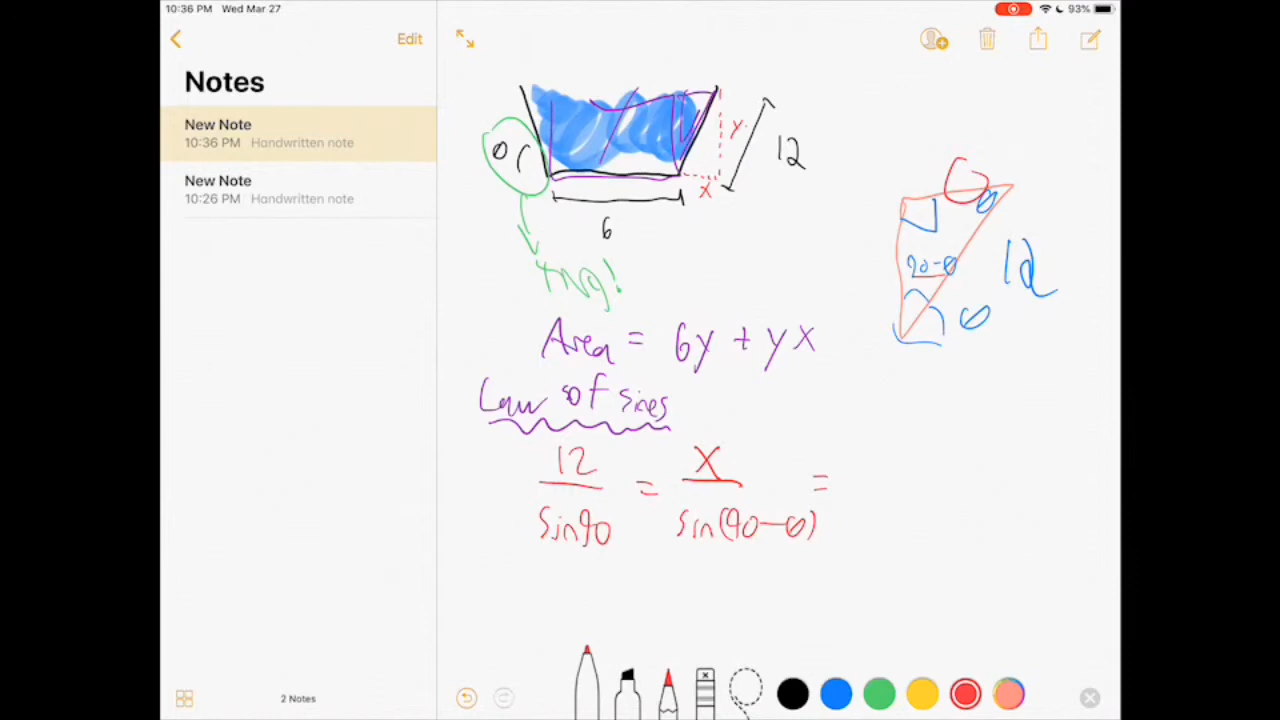 10:36 PM Wed Mar 27
93%
Edit
Notes
New Note
10:36 PM Handwritten note
New Note
10:26 PM Handwritten note
2 Notes
θ
y
12
x
6
90-θ
12
θ
θ
Area = 6y + yx
Law of sines
12 / sin90 = x / sin(90-θ) =